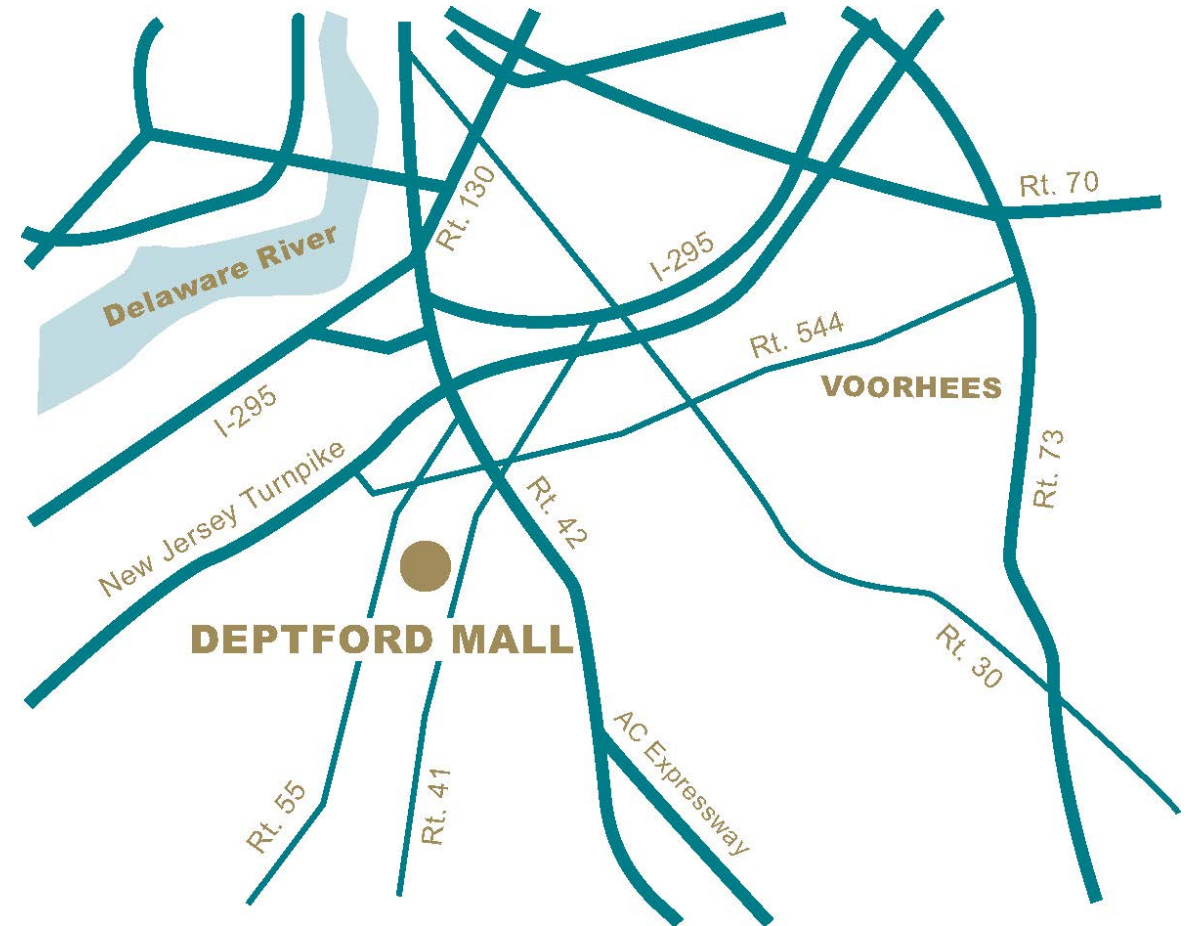 Rt. 70
Rt. 130
Delaware River
I-295
Rt. 544
VOORHEES
I-295
New Jersey Turnpike
Rt. 42
Rt. 73
DEPTFORD MALL
Rt. 30
AC Expressway
Rt. 55
Rt. 41